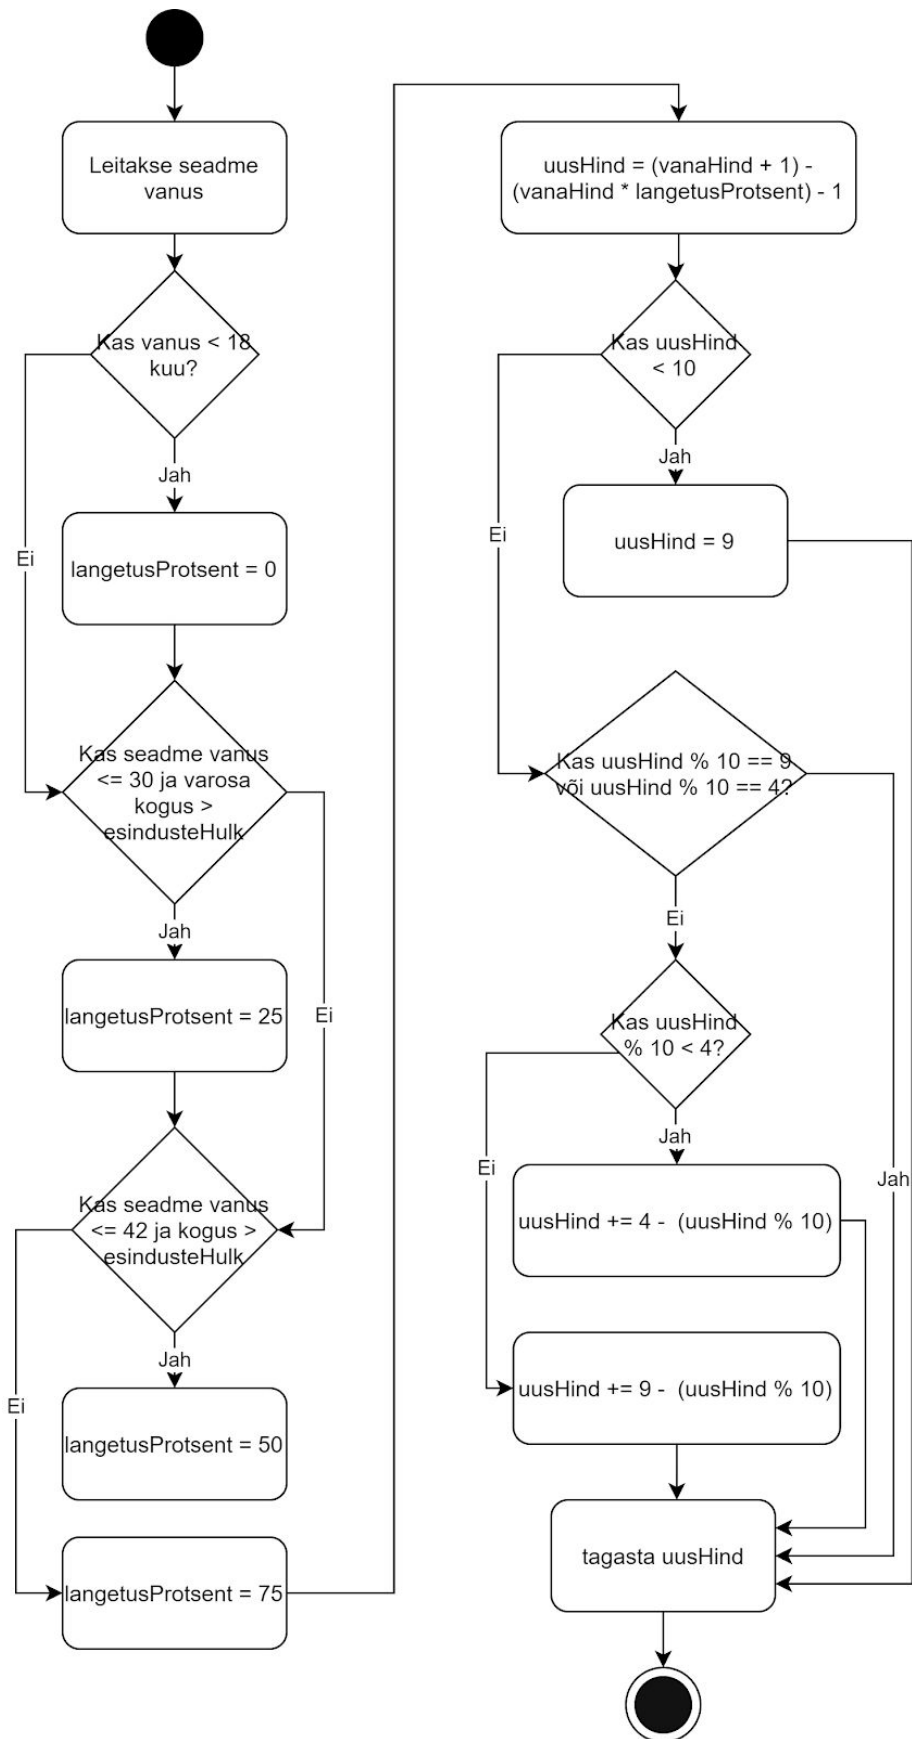 Leitakse seadme
vanus
Kas vanus < 18
kuu?
Jah
Ei
langetusProtsent = 0
Kas seadme vanus
<= 30 ja varosa
kogus >
esindusteHulk
Jah
langetusProtsent = 25
Ei
Kas seadme vanus
<= 42 ja kogus >
esindusteHulk
Jah
Ei
langetusProtsent = 50
langetusProtsent = 75
uusHind = (vanaHind + 1) -
(vanaHind * langetusProtsent) - 1
Kas uusHind
< 10
Jah
Ei
uusHind = 9
Kas uusHind % 10 == 9
või uusHind % 10 == 4?
Ei
Kas uusHind
% 10 < 4?
Jah
Ei
Jah
uusHind += 4 - (uusHind % 10)
uusHind += 9 - (uusHind % 10)
tagasta uusHind